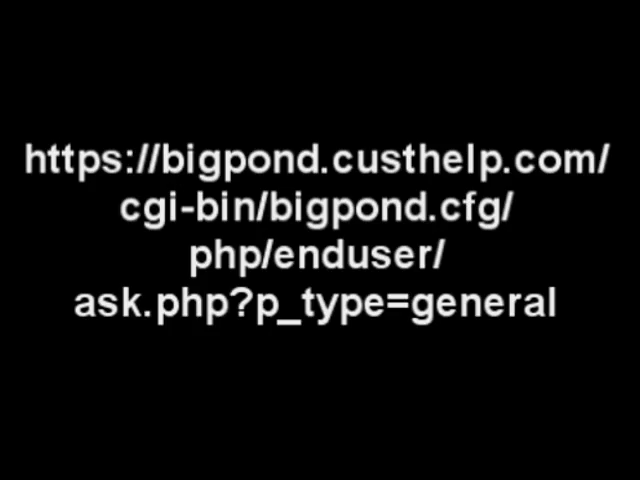 https://bigpond.custhelp.com/
cgi-bin/bigpond.cfg/
php/enduser/
ask.php?p_type=general